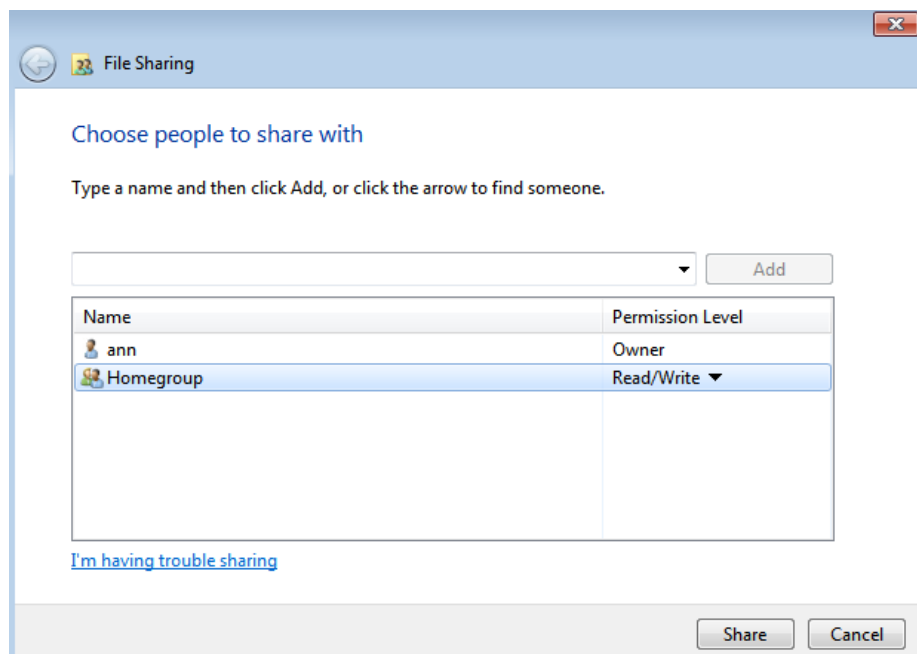 File Sharing
Choose people to share with
Type a name and then click Add, or click the arrow to find someone.
Add
Name Permission Level
ann Owner
Homegroup Read/Write
I'm having trouble sharing
Share Cancel